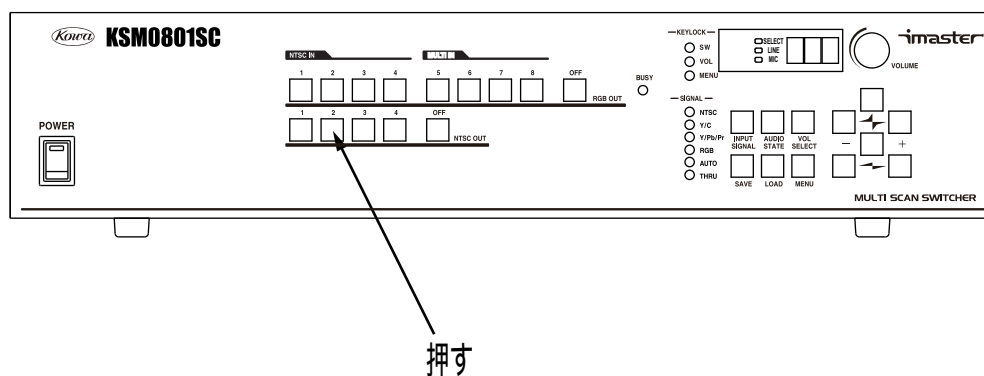 Kowa KSM0801SC
NTSC IN MULTI IN
1 2 3 4 5 6 7 8 OFF
RGB OUT
BUSY
1 2 3 4 OFF
NTSC OUT
POWER
KEYLOCK
SW
VOL
MENU
SELECT
LINE
MIC
imaster
VOLUME
SIGNAL
NTSC
Y/C
Y/Pb/Pr
RGB
AUTO
THRU
INPUT SIGNAL
AUDIO STATE
VOL SELECT
SAVE LOAD MENU
− +
MULTI SCAN SWITCHER
押す